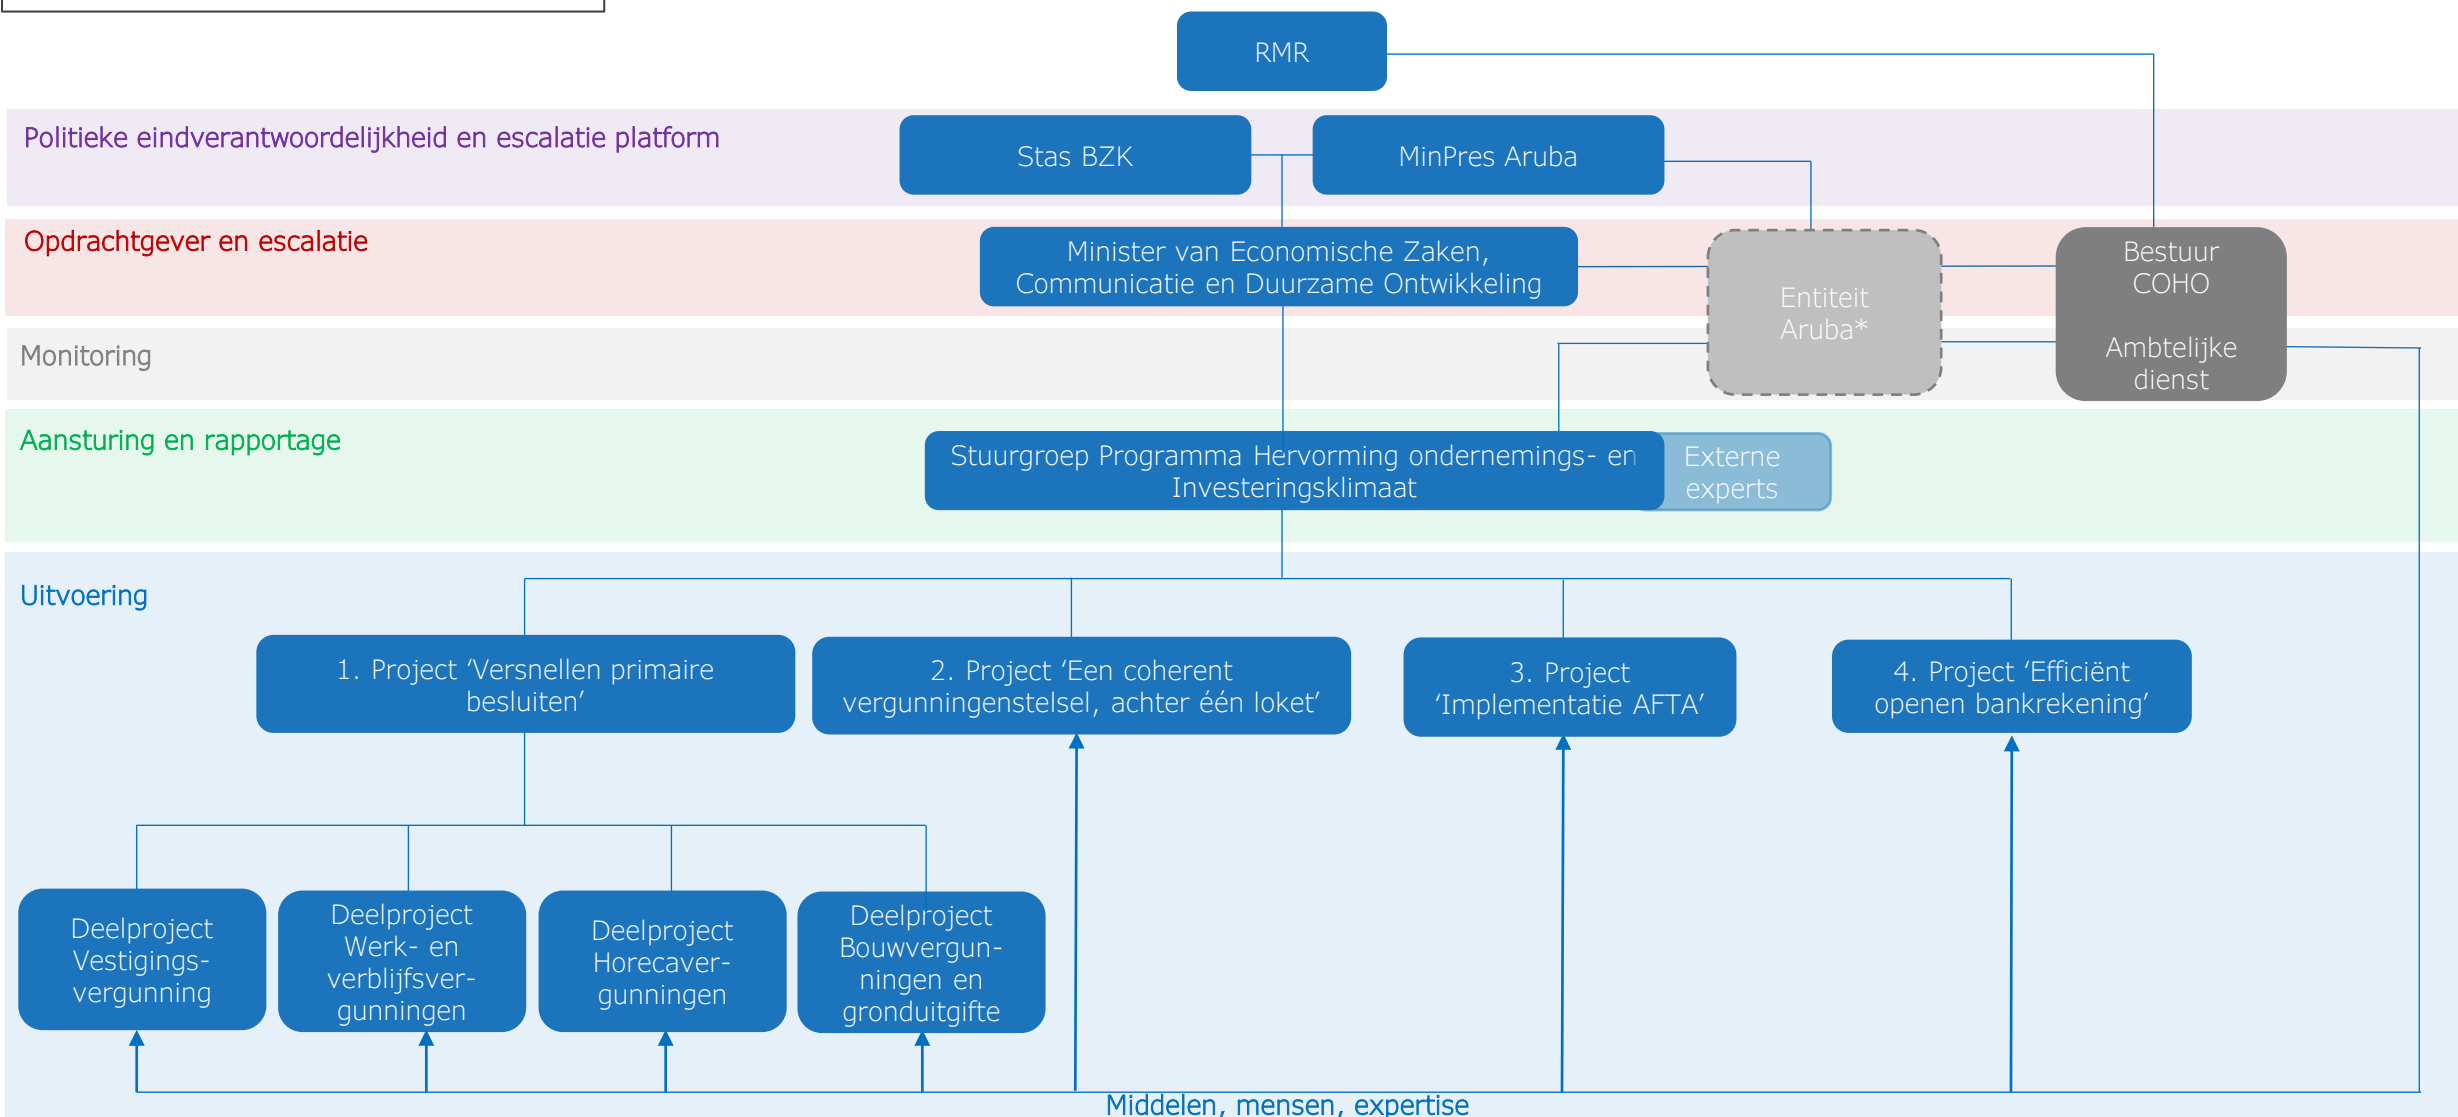 RMR
Politieke eindverantwoordelijkheid en escalatie platform
Stas BZK
MinPres Aruba
Opdrachtgever en escalatie
Minister van Economische Zaken,
Communicatie en Duurzame Ontwikkeling
Entiteit
Aruba*
Bestuur
COHO
Ambtelijke
dienst
Monitoring
Aansturing en rapportage
Stuurgroep Programma Hervorming ondernemings- en
Investeringsklimaat
Externe
experts
Uitvoering
1. Project ‘Versnellen primaire
besluiten’
2. Project ‘Een coherent
vergunningenstelsel, achter één loket’
3. Project
‘Implementatie AFTA’
4. Project ‘Efficiënt
openen bankrekening’
Deelproject
Vestigings-
vergunning
Deelproject
Werk- en
verblijfsver-
gunningen
Deelproject
Horecaver-
gunningen
Deelproject
Bouwvergun-
ningen en
gronduitgifte
Middelen, mensen, expertise